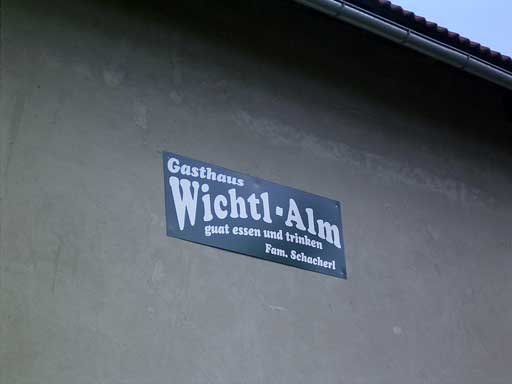 Gasthaus
Wichtl-Alm
guat essen und trinken
Fam. Schacherl